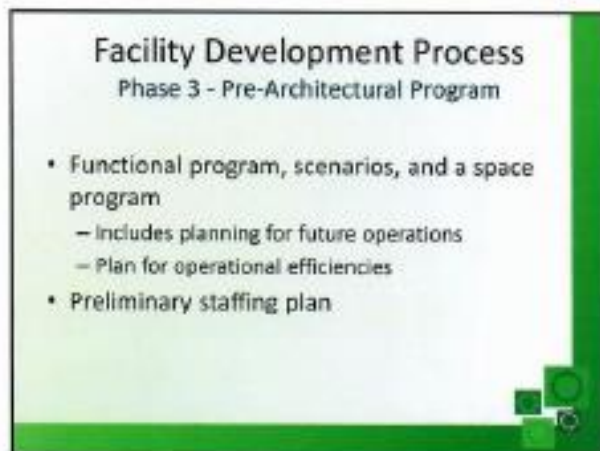 Facility Development Process
Phase 3 - Pre-Architectural Program
• Functional program, scenarios, and a space
program
– Includes planning for future operations
– Plan for operational efficiencies
• Preliminary staffing plan